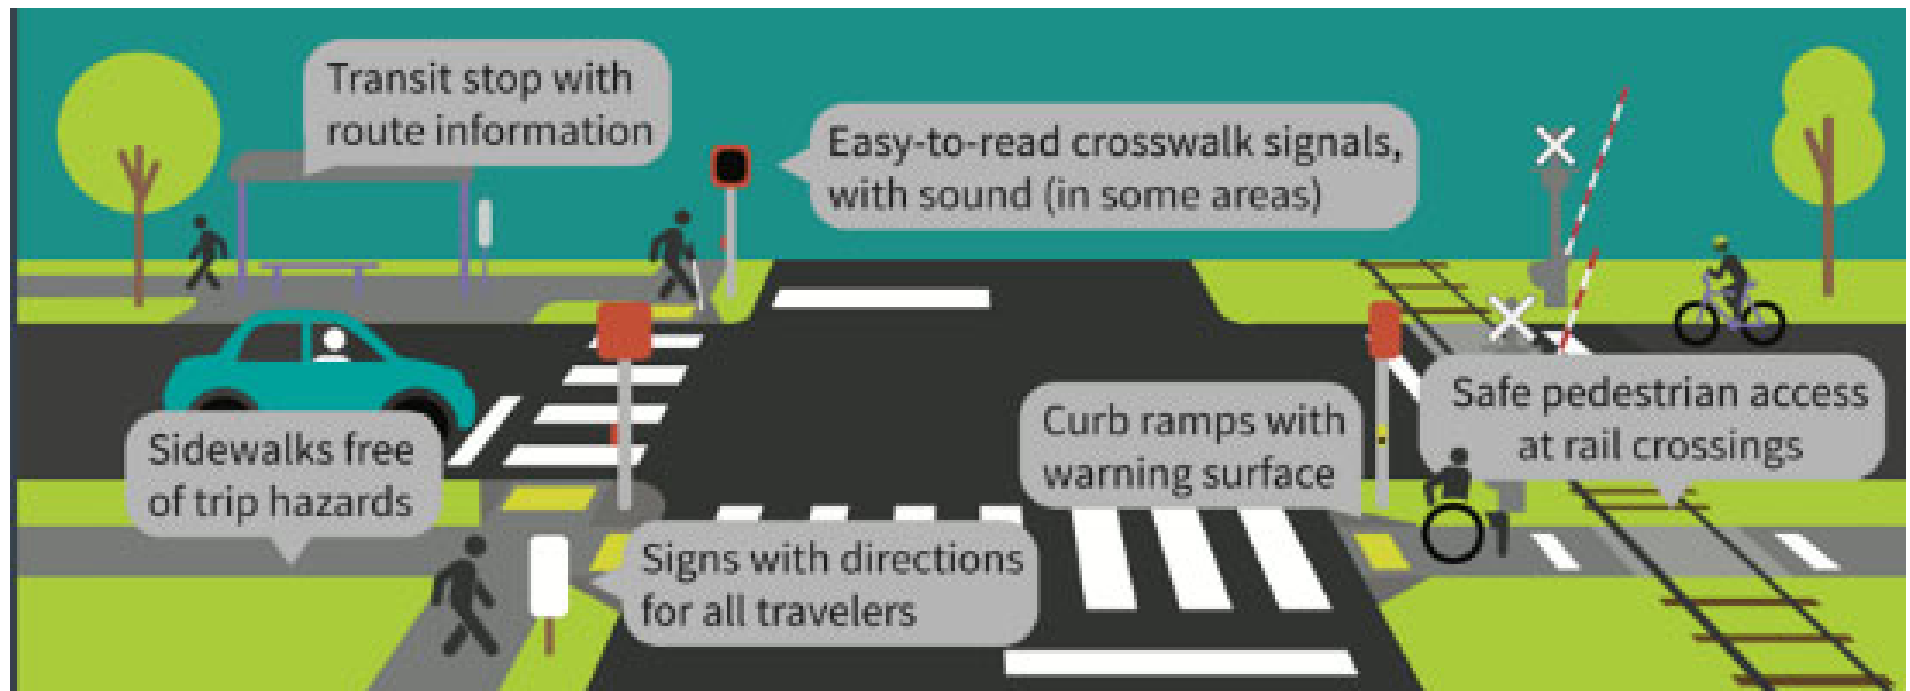 Transit stop with
route information
Easy-to-read crosswalk signals,
with sound (in some areas)
Safe pedestrian access
at rail crossings
Curb ramps with
warning surface
Sidewalks free
of trip hazards
Signs with directions
for all travelers